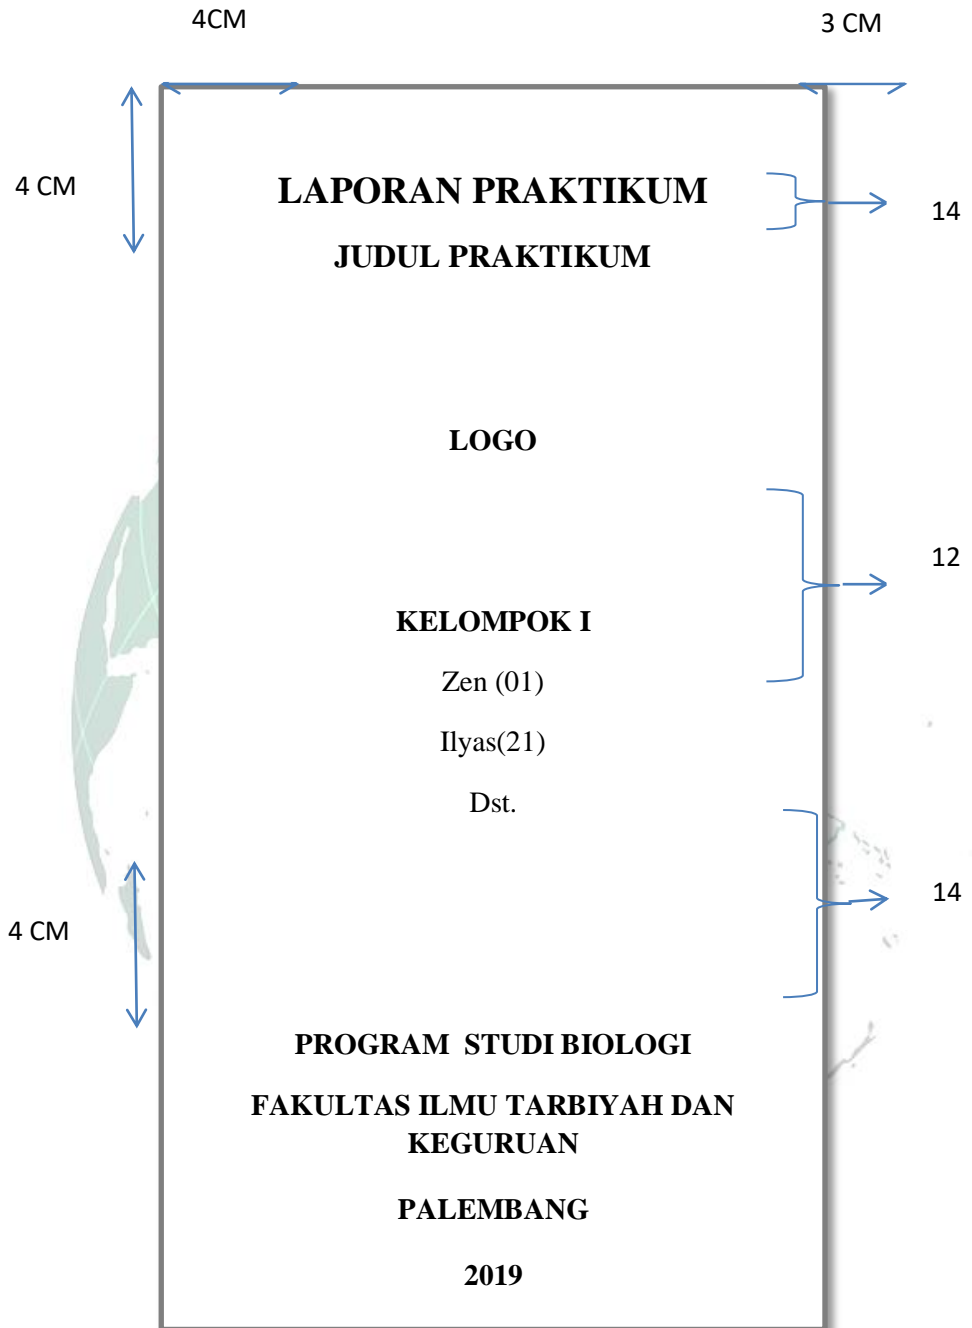 4CM
3 CM
4 CM
LAPORAN PRAKTIKUM
14
JUDUL PRAKTIKUM
LOGO
12
KELOMPOK I
Zen (01)
Ilyas(21)
Dst.
14
4 CM
PROGRAM  STUDI BIOLOGI
FAKULTAS ILMU TARBIYAH DAN
KEGURUAN
PALEMBANG
2019